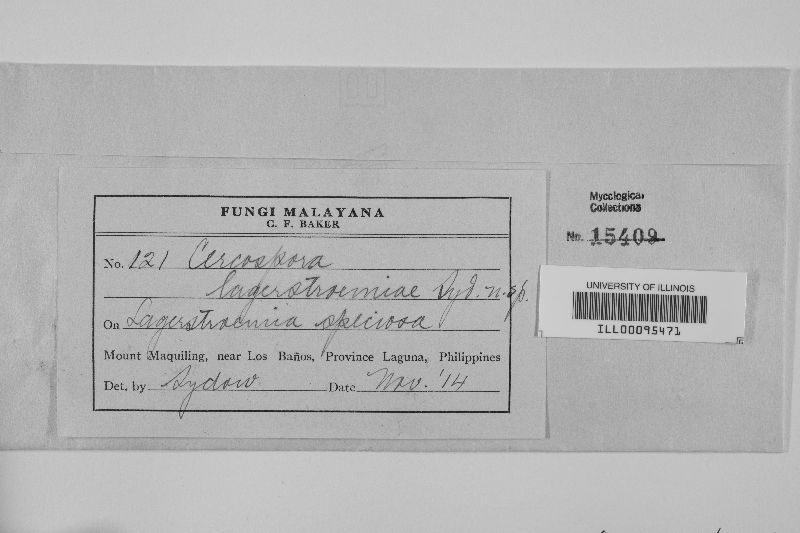 FUNGI MALAYANA
C. F. BAKER
No. 121 Cercospora
lagerstroemiae Syd. n. sp.
On Lagerstroemia speciosa
Mount Maquiling, near Los Baños, Province Laguna, Philippines
Det. by Sydow Date Nov. '14
Mycological
Collections
No. 15409
UNIVERSITY OF ILLINOIS
ILL00095471